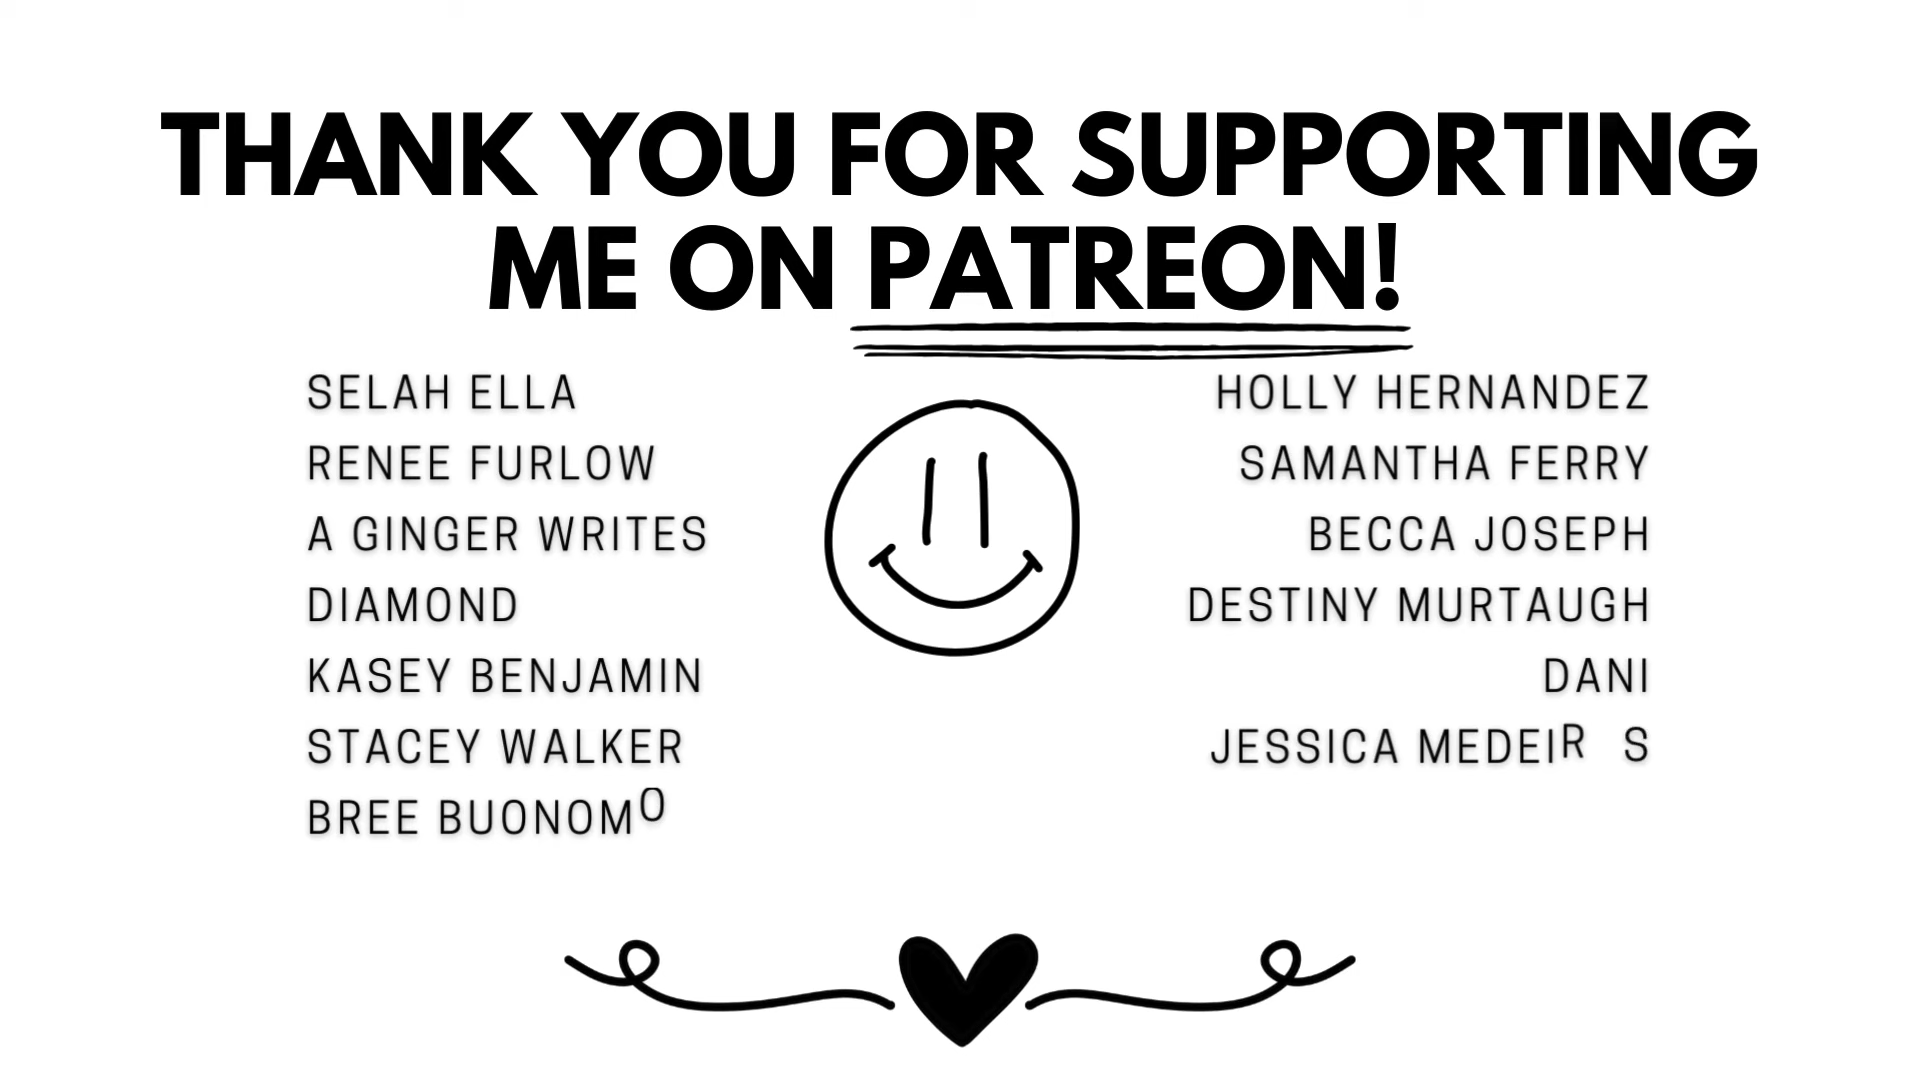 THANK YOU FOR SUPPORTING
ME ON PATREON!
SELAH ELLA
RENEE FURLOW
A GINGER WRITES
DIAMOND
KASEY BENJAMIN
STACEY WALKER
BREE BUONOMO
HOLLY HERNANDEZ
SAMANTHA FERRY
BECCA JOSEPH
DESTINY MURTAUGH
DANI
JESSICA MEDEIR S